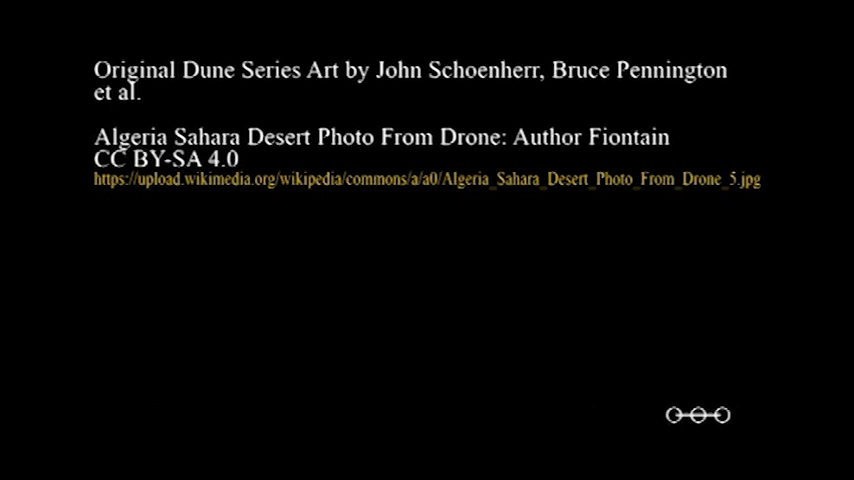 Original Dune Series Art by John Schoenherr, Bruce Pennington
et al.
Algeria Sahara Desert Photo From Drone: Author Fiontain
CC BY-SA 4.0
https://upload.wikimedia.org/wikipedia/commons/a/a0/Algeria_Sahara_Desert_Photo_From_Drone_5.jpg